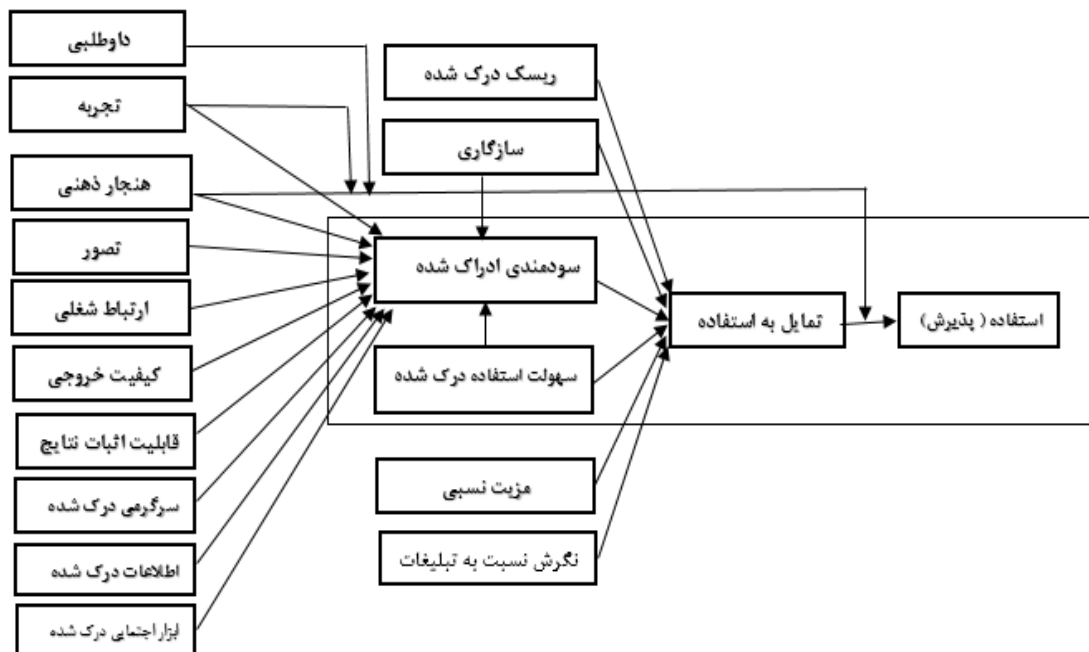 داوطلبی
تجربه
هنجار ذهنی
تصور
ارتباط شغلی
کیفیت خروجی
قابلیت اثبات نتایج
سرگرمی درک شده
اطلاعات درک شده
ابزار اجتماعی درک شده
ریسک درک شده
سازگاری
سودمندی ادراک شده
سهولت استفاده درک شده
مزیت نسبی
نگرش نسبت به تبلیغات
تمایل به استفاده
استفاده ( پذیرش)